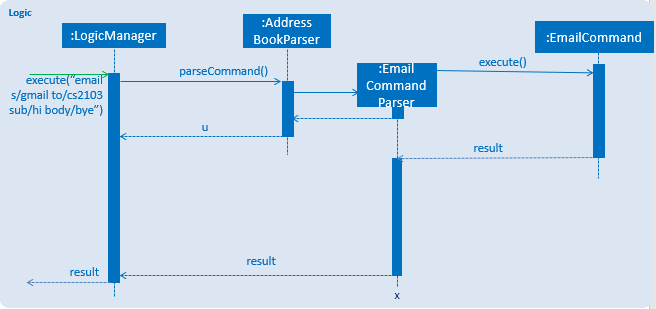 Logic
:LogicManager
:Address
BookParser
:EmailCommand
:Email
Command
Parser
execute("email
s/gmail to/cs2103
sub/hi body/bye")
parseCommand()
execute()
u
result
result
result
x